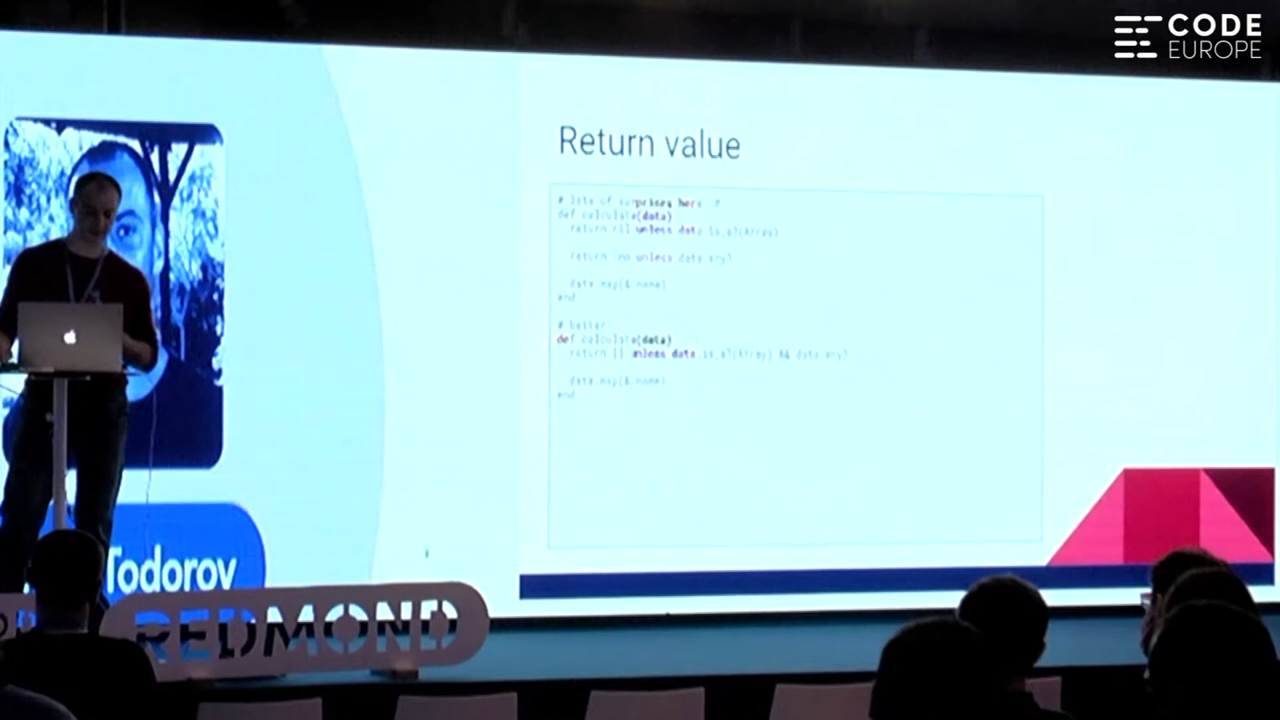 CODE
EUROPE
Return value
# lots of surprises here
def calculate(data)
return nil unless data.is_a?(Array)
return :no unless data.any?
data.map(&:name)
end
# better
def calculate(data)
return [] unless data.is_a?(Array) && data.any?
data.map(&:name)
end
Todorov
REDMOND